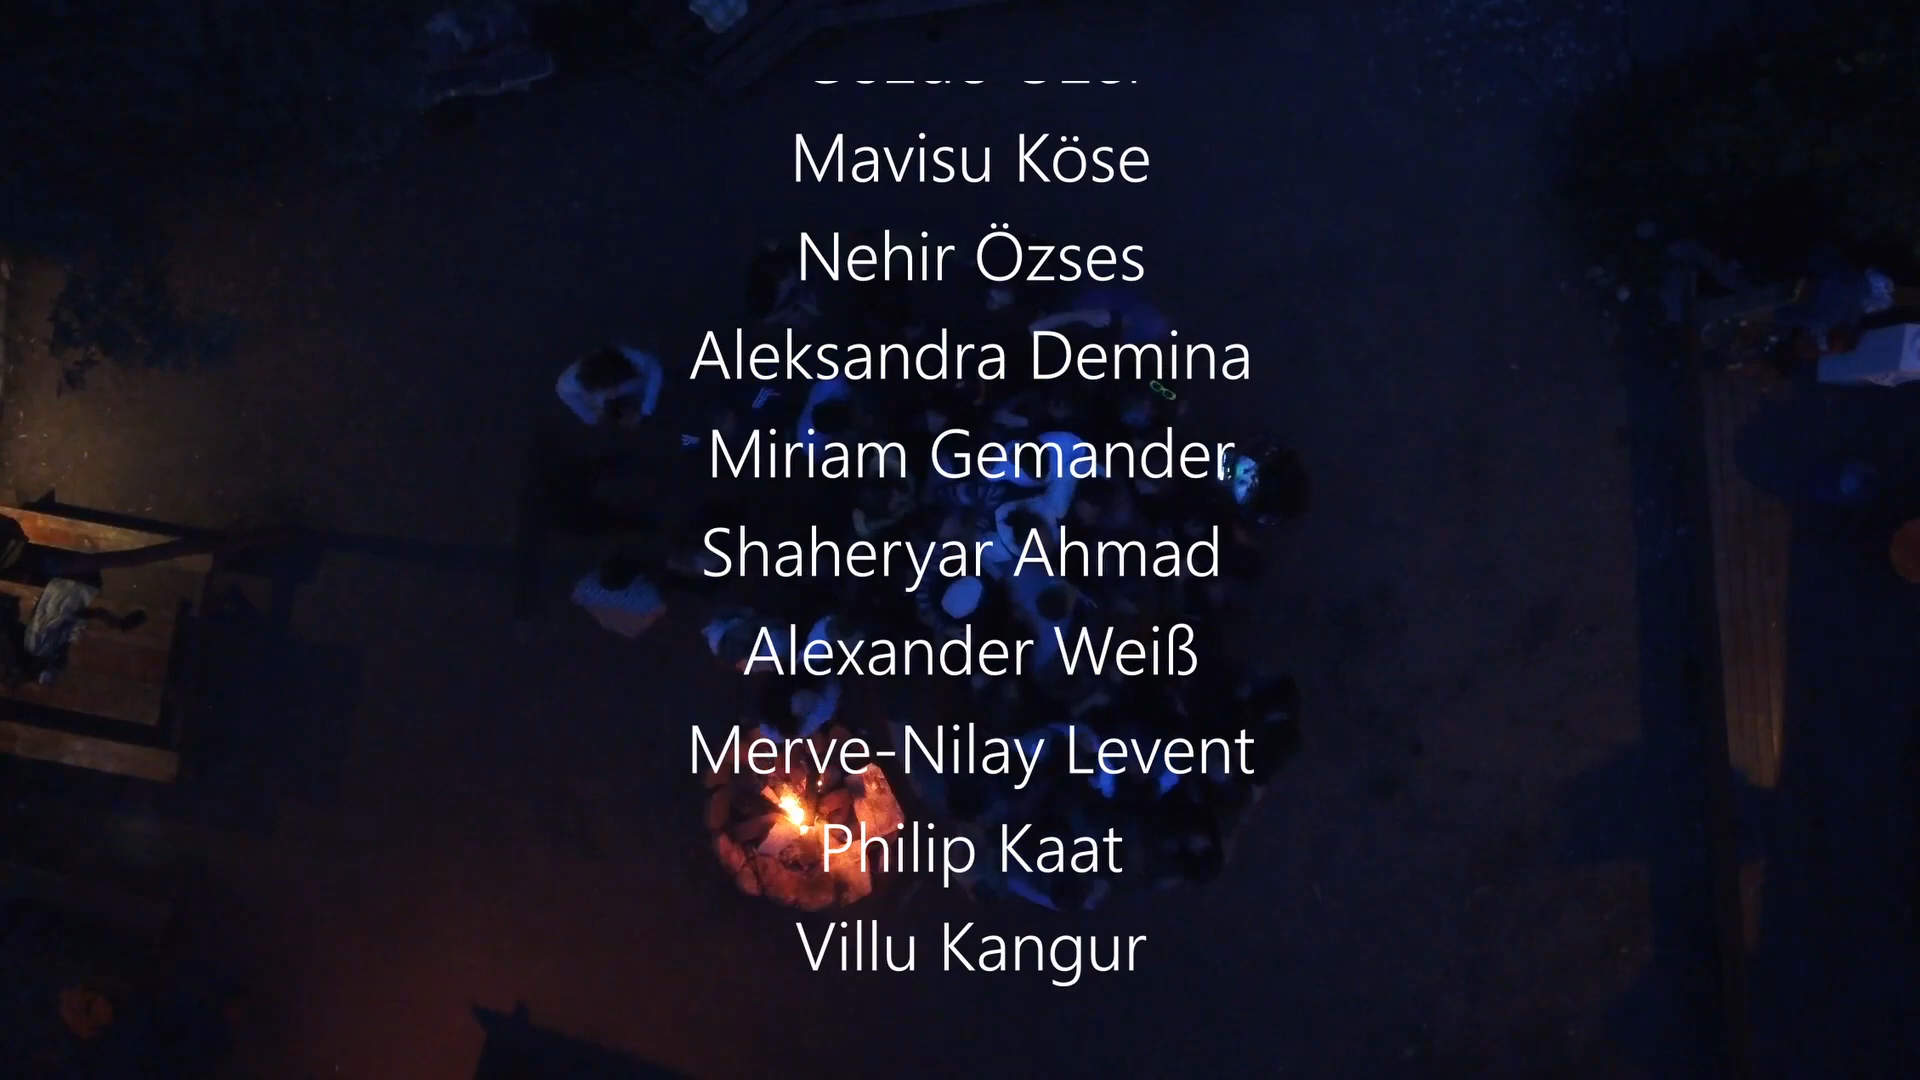 Mavisu Köse
Nehir Özses
Aleksandra Demina
Miriam Gemander
Shaheryar Ahmad
Alexander Weiß
Merve-Nilay Levent
Philip Kaat
Villu Kangur